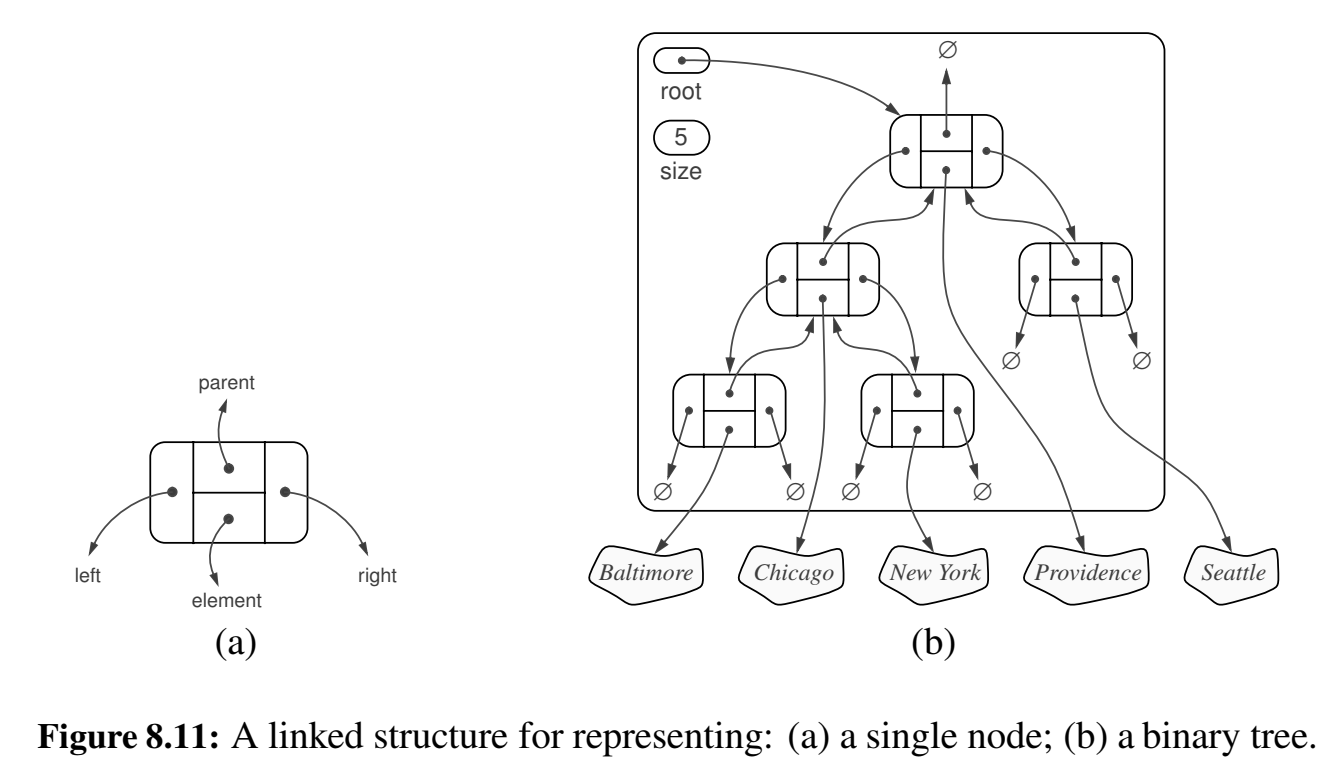 ∅
root
5
size
∅ ∅
parent
∅ ∅ ∅ ∅
left
right
element
Baltimore
Chicago
New York
Providence
Seattle
(a)
(b)
Figure 8.11: A linked structure for representing: (a) a single node; (b) a binary tree.